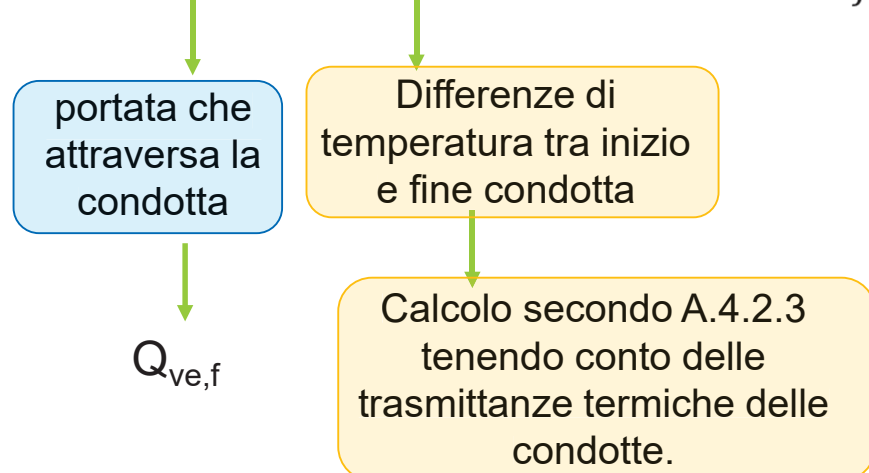 portata che
attraversa la
condotta
Differenze di
temperatura tra inizio
e fine condotta
Q_ve,f
Calcolo secondo A.4.2.3
tenendo conto delle
trasmittanze termiche delle
condotte.